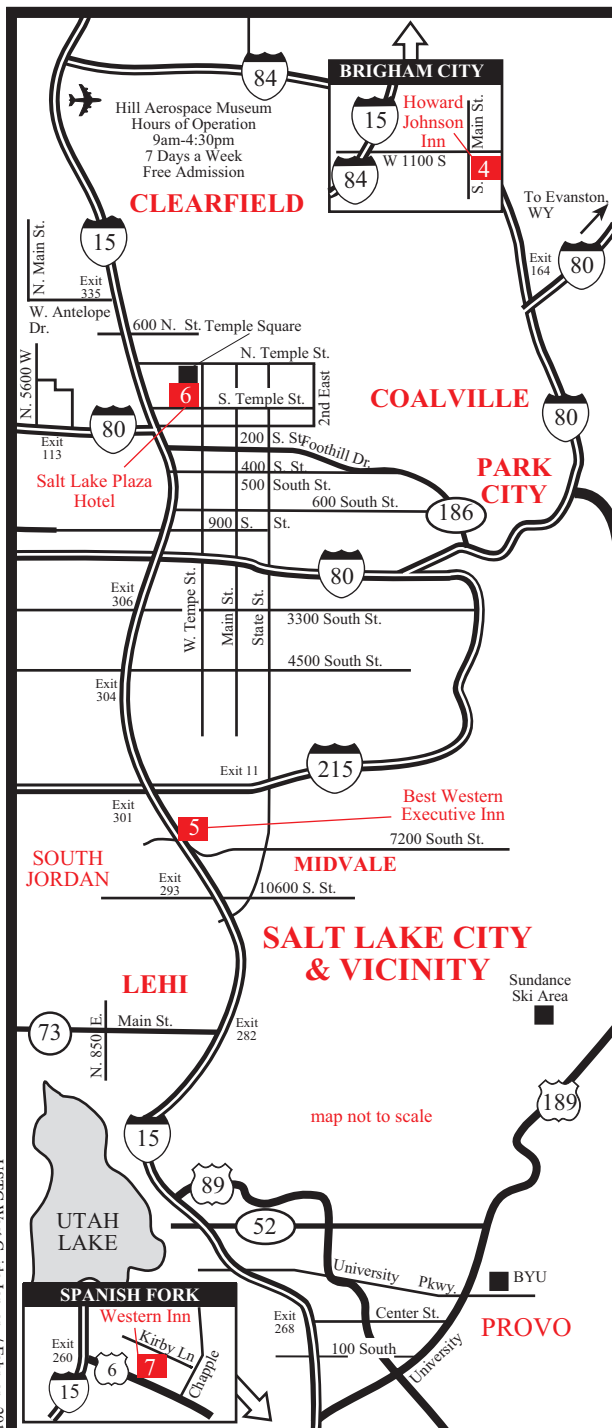 84
BRIGHAM CITY
Howard
Johnson
Inn
S. Main St.
15
W 1100 S
84
4
Hill Aerospace Museum
Hours of Operation
9am-4:30pm
7 Days a Week
Free Admission
CLEARFIELD
To Evanston,
WY
Exit
164
80
15
N. Main St.
Exit
335
W. Antelope
Dr.
600 N. St.
Temple Square
N. Temple St.
N. 5600 W
6
S. Temple St.
2nd East
COALVILLE
80
80
Exit
113
200 S. St.
Foothill Dr.
Salt Lake Plaza
Hotel
400 S. St.
500 South St.
PARK
CITY
600 South St.
186
900 S. St.
80
Exit
306
W. Tempe St.
Main St.
State St.
3300 South St.
4500 South St.
Exit
304
Exit 11
215
Exit
301
Best Western
Executive Inn
5
7200 South St.
SOUTH
JORDAN
MIDVALE
Exit
293
10600 S. St.
SALT LAKE CITY
& VICINITY
LEHI
Sundance
Ski Area
73
Main St.
N. 850 E.
Exit
282
189
map not to scale
15
89
52
UTAH
LAKE
University Pkwy.
BYU
SPANISH FORK
Western Inn
Exit
260
Kirby Ln
6
7
Chapple
15
Exit
268
Center St.
PROVO
100 South
University